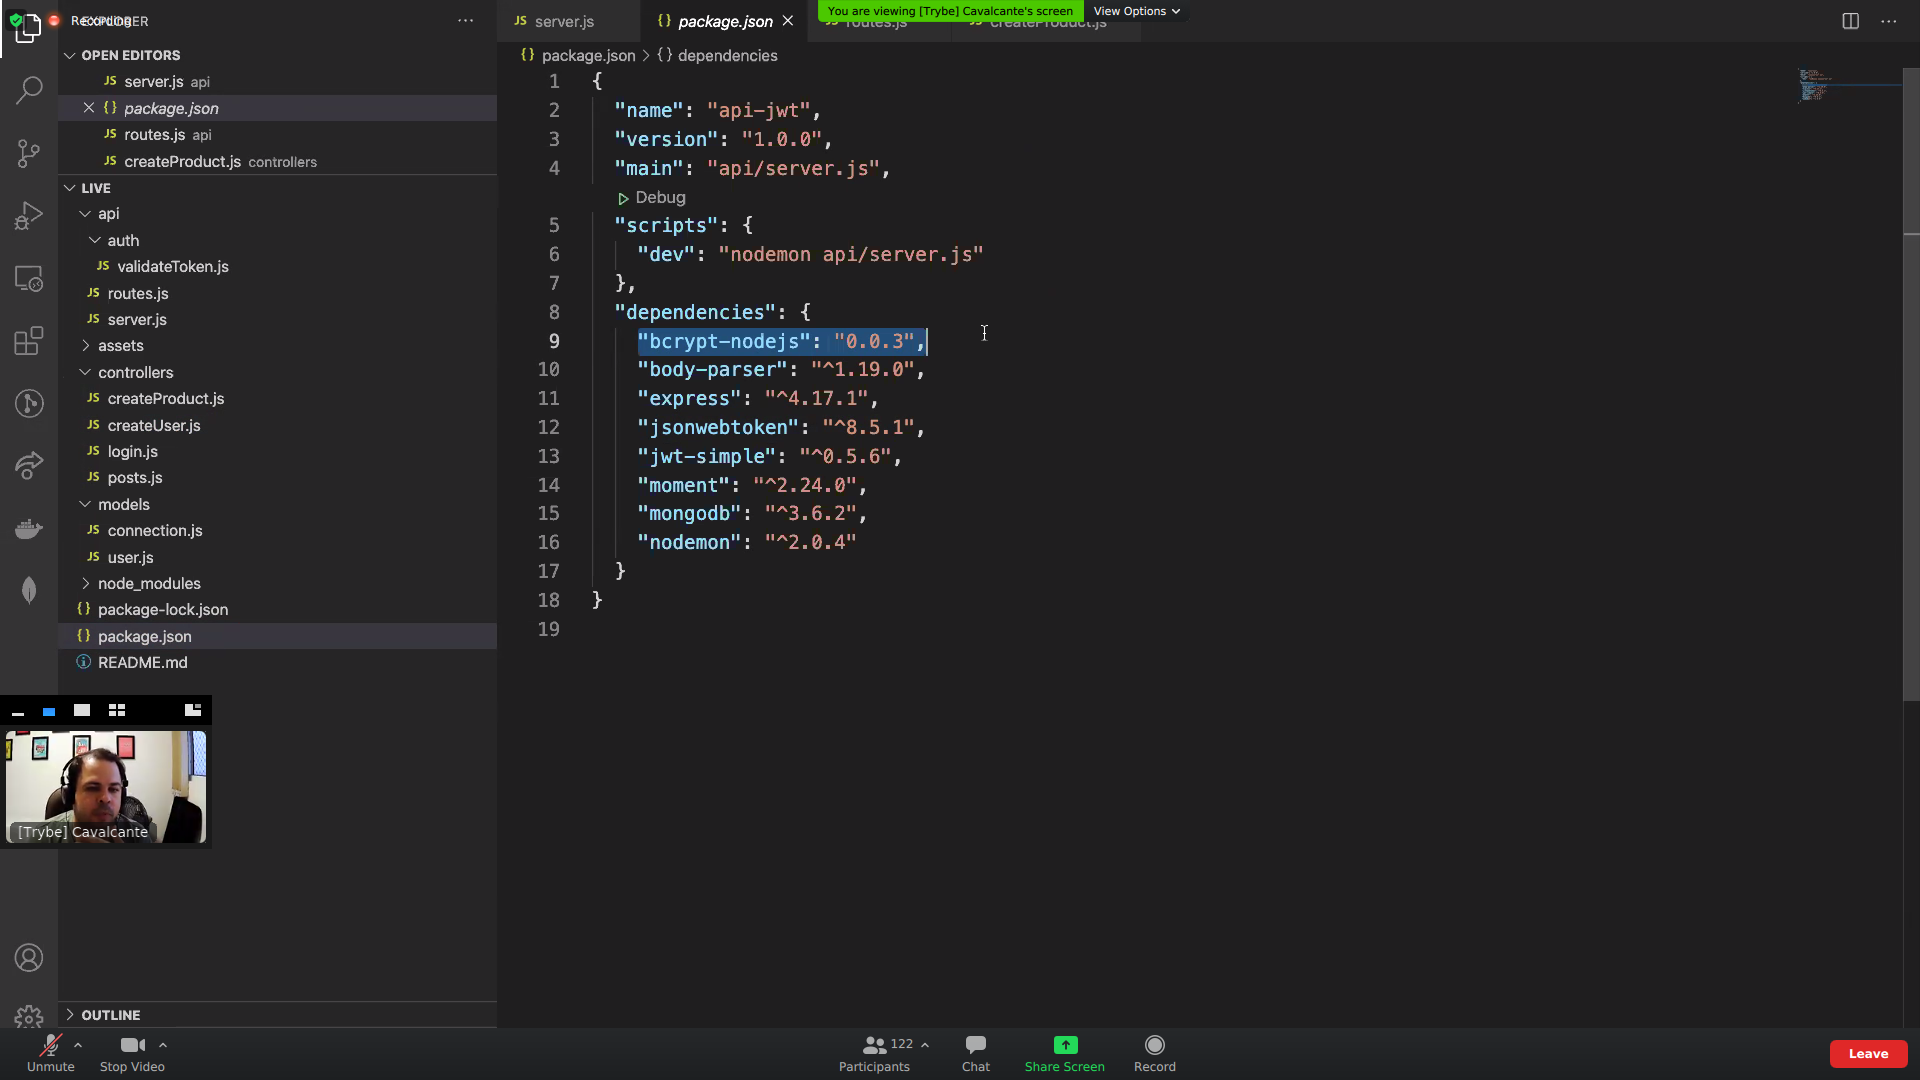 Recording
EXPLORER
OPEN EDITORS
JS server.js api
{} package.json
JS routes.js api
JS createProduct.js controllers
LIVE
api
auth
JS validateToken.js
JS routes.js
JS server.js
assets
controllers
JS createProduct.js
JS createUser.js
JS login.js
JS posts.js
models
JS connection.js
JS user.js
node_modules
{} package-lock.json
{} package.json
README.md
[Trybe] Cavalcante
OUTLINE
You are viewing [Trybe] Cavalcante's screen
View Options
JS server.js
{} package.json
routes.js
createProduct.js
{} package.json > {} dependencies
1 {
2 "name": "api-jwt",
3 "version": "1.0.0",
4 "main": "api/server.js",
Debug
5 "scripts": {
6 "dev": "nodemon api/server.js"
7 },
8 "dependencies": {
9 "bcrypt-nodejs": "0.0.3",
10 "body-parser": "^1.19.0",
11 "express": "^4.17.1",
12 "jsonwebtoken": "^8.5.1",
13 "jwt-simple": "^0.5.6",
14 "moment": "^2.24.0",
15 "mongodb": "^3.6.2",
16 "nodemon": "^2.0.4"
17 }
18 }
19
Unmute
Stop Video
122
Participants
Chat
Share Screen
Record
Leave